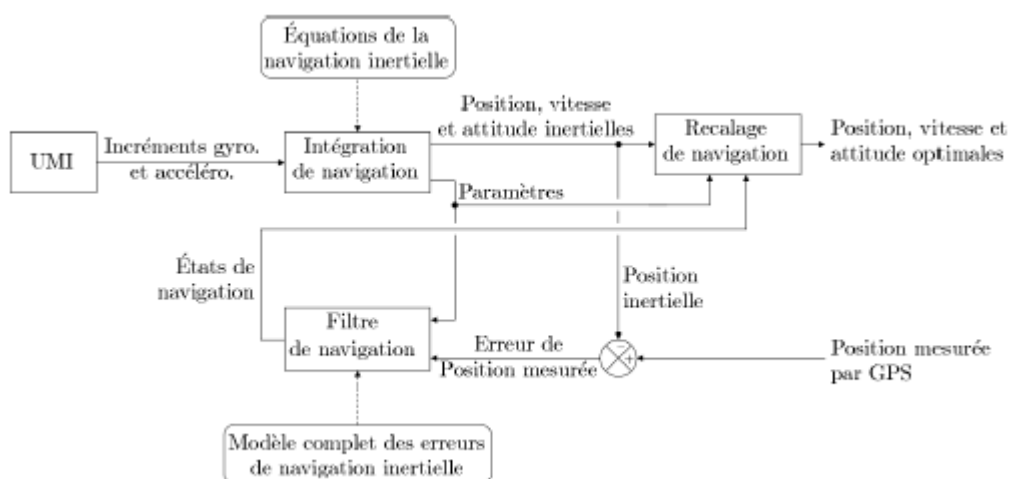 Équations de la
navigation inertielle
Position, vitesse
et attitude inertielles
Recalage
de navigation
Position, vitesse et
attitude optimales
UMI
Incréments gyro.
et accéléro.
Intégration
de navigation
Paramètres
États de
navigation
Position
inertielle
Filtre
de navigation
Erreur de
Position mesurée
−
+
Position mesurée
par GPS
Modèle complet des erreurs
de navigation inertielle